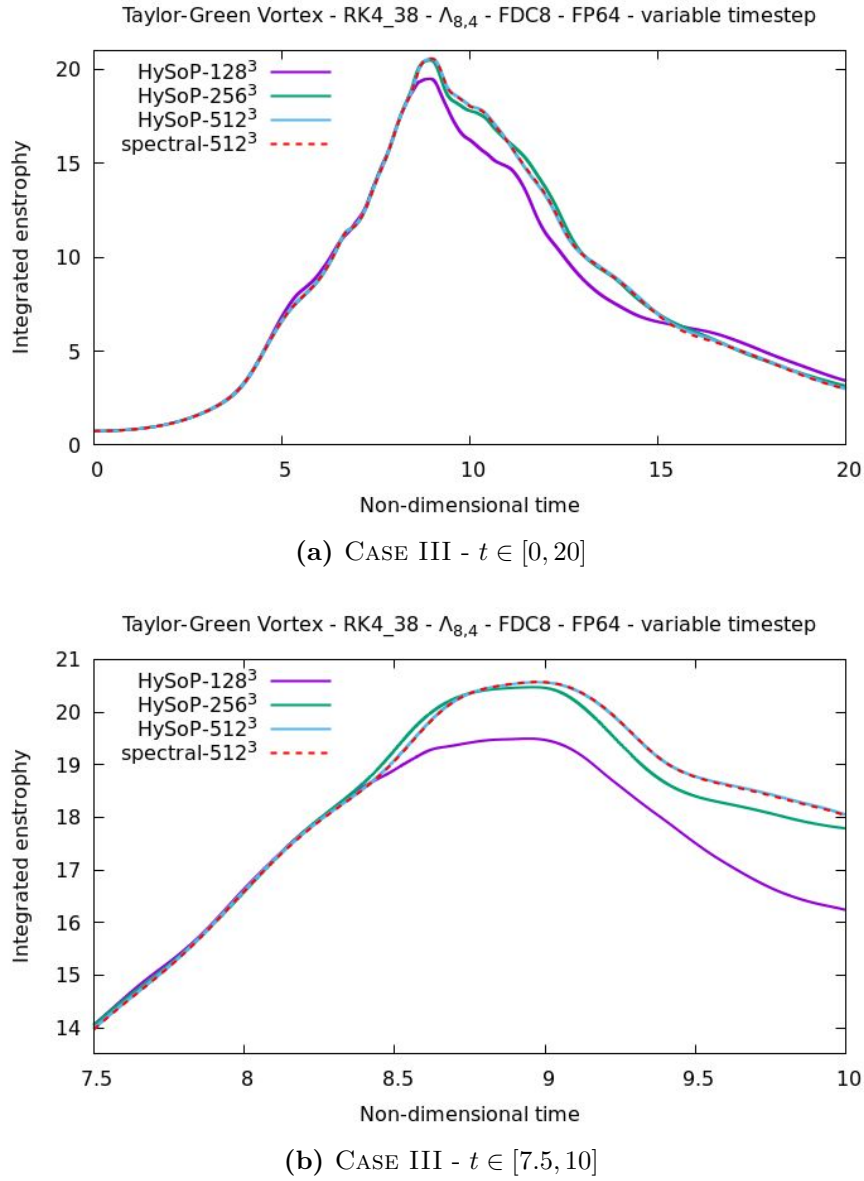 Taylor-Green Vortex - RK4_38 - Λ8,4 - FDC8 - FP64 - variable timestep
20
15
10
5
0
Integrated enstrophy
HySoP-128³
HySoP-256³
HySoP-512³
spectral-512³
0 5 10 15 20
Non-dimensional time
(a) CASE III - t ∈ [0, 20]
Taylor-Green Vortex - RK4_38 - Λ8,4 - FDC8 - FP64 - variable timestep
21
20
19
18
17
16
15
14
Integrated enstrophy
HySoP-128³
HySoP-256³
HySoP-512³
spectral-512³
7.5 8 8.5 9 9.5 10
Non-dimensional time
(b) CASE III - t ∈ [7.5, 10]